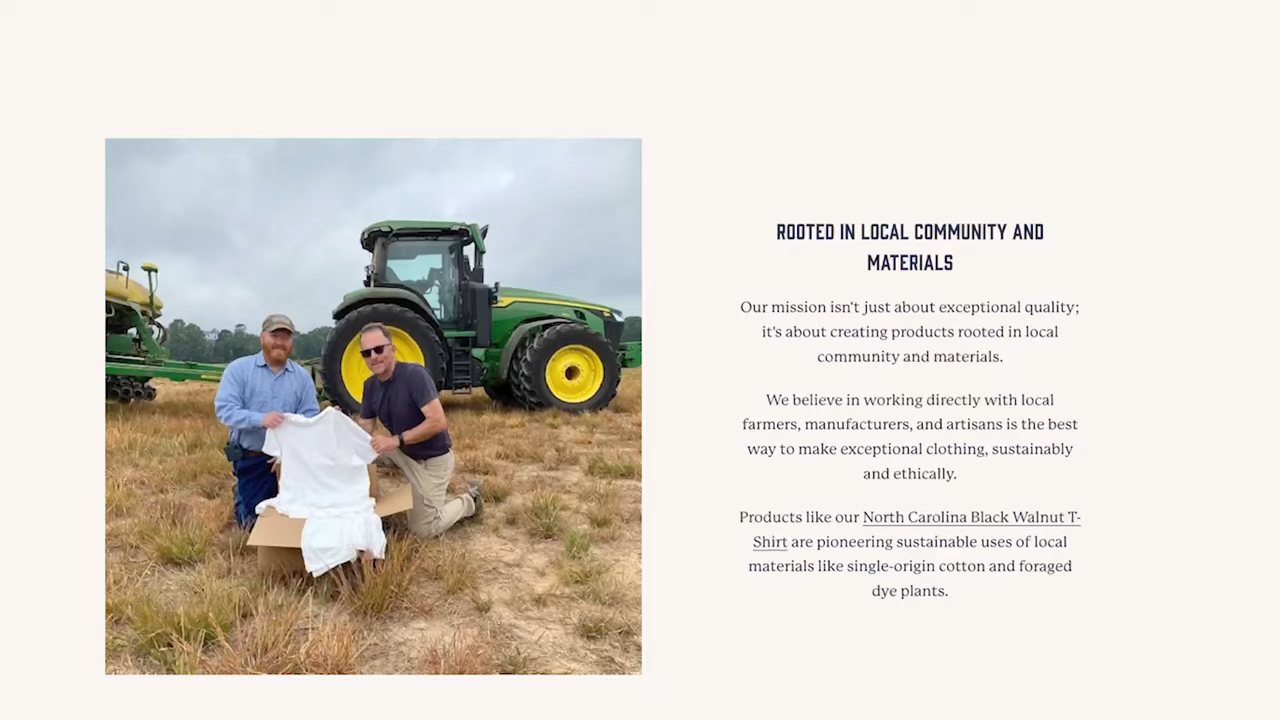 ROOTED IN LOCAL COMMUNITY AND
MATERIALS
Our mission isn't just about exceptional quality;
it's about creating products rooted in local
community and materials.
We believe in working directly with local
farmers, manufacturers, and artisans is the best
way to make exceptional clothing, sustainably
and ethically.
Products like our North Carolina Black Walnut T-
Shirt are pioneering sustainable uses of local
materials like single-origin cotton and foraged
dye plants.